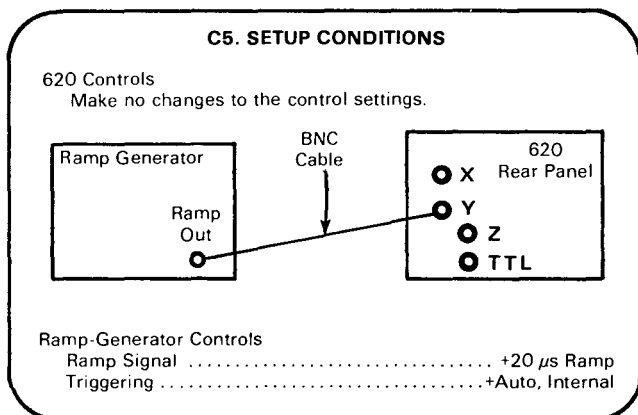 C5. SETUP CONDITIONS
620 Controls
Make no changes to the control settings.
Ramp Generator
Ramp
Out
BNC
Cable
620
Rear Panel
X
Y
Z
TTL
Ramp-Generator Controls
Ramp Signal ................................ +20 µs Ramp
Triggering ................................ +Auto, Internal